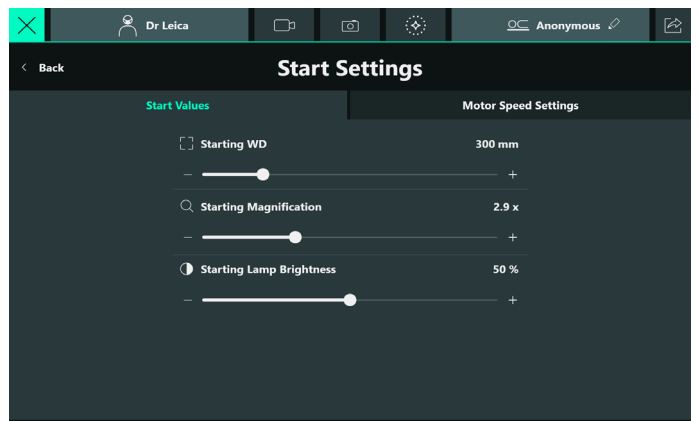 Dr Leica
Anonymous
Back
Start Settings
Start Values
Motor Speed Settings
Starting WD
300 mm
Starting Magnification
2.9 x
Starting Lamp Brightness
50 %